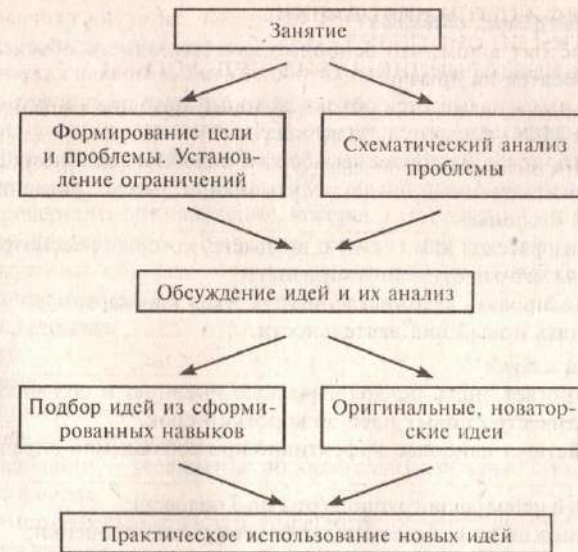 Занятие
Формирование цели
и проблемы. Установ-
ление ограничений
Схематический анализ
проблемы
Обсуждение идей и их анализ
Подбор идей из сформи-
рованных навыков
Оригинальные, новатор-
ские идеи
Практическое использование новых идей